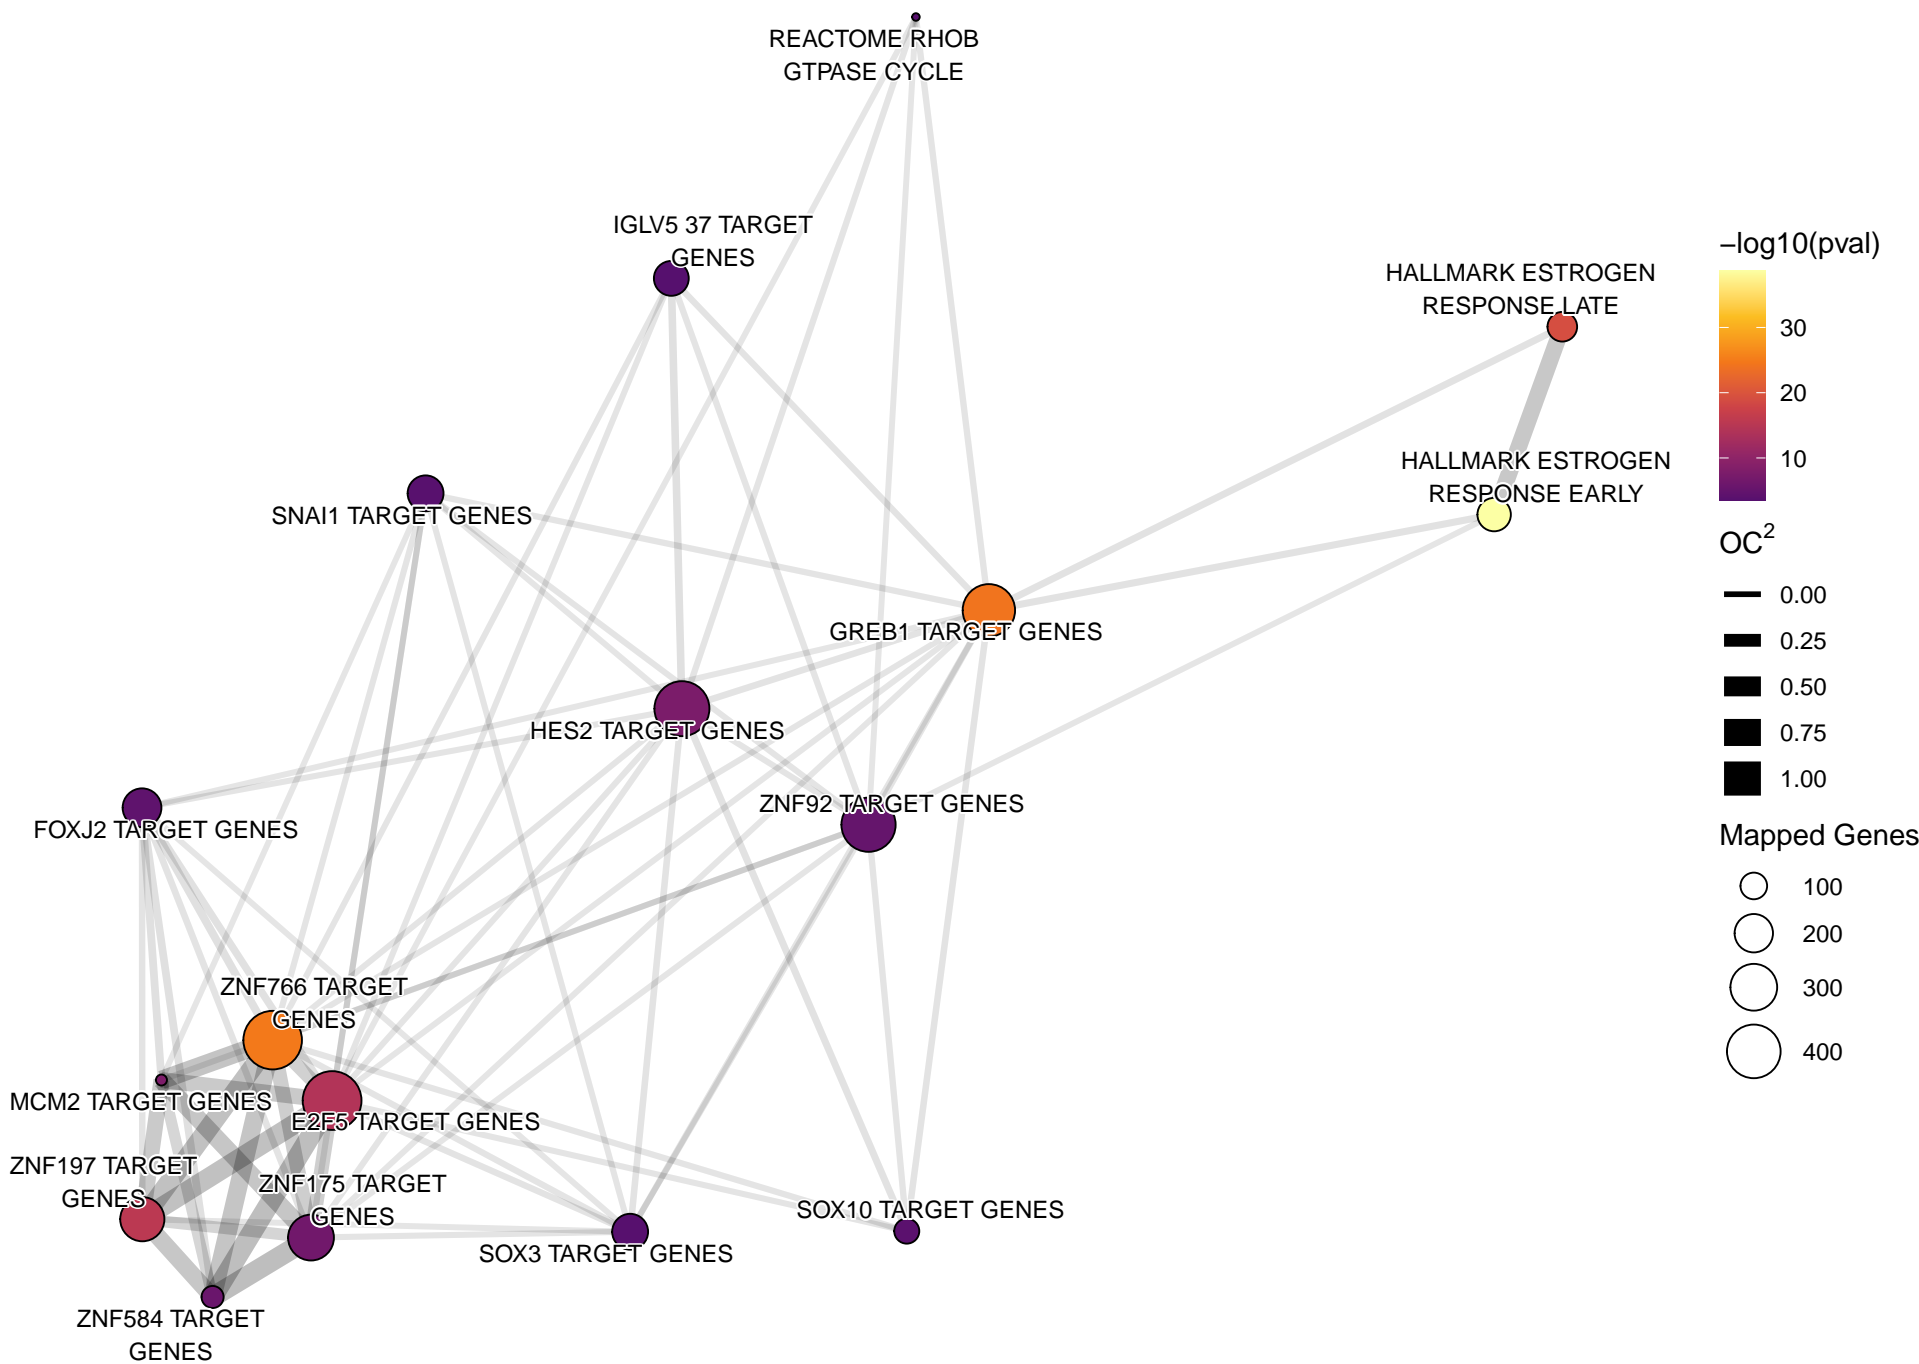 REACTOME RHOB
GTPASE CYCLE
IGLV5 37 TARGET
GENES
HALLMARK ESTROGEN
RESPONSE LATE
HALLMARK ESTROGEN
RESPONSE EARLY
SNAI1 TARGET GENES
GREB1 TARGET GENES
HES2 TARGET GENES
ZNF92 TARGET GENES
FOXJ2 TARGET GENES
ZNF766 TARGET
GENES
MCM2 TARGET GENES
E2F5 TARGET GENES
ZNF197 TARGET
GENES
ZNF175 TARGET
GENES
SOX10 TARGET GENES
SOX3 TARGET GENES
ZNF584 TARGET
GENES
−log10(pval)
30
20
10
OC²
0.00
0.25
0.50
0.75
1.00
Mapped Genes
100
200
300
400